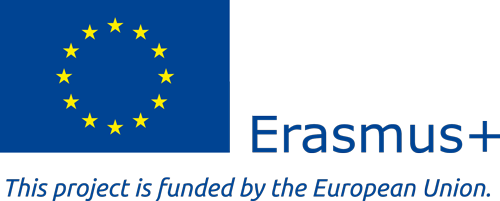 Erasmus+
This project is funded by the European Union.